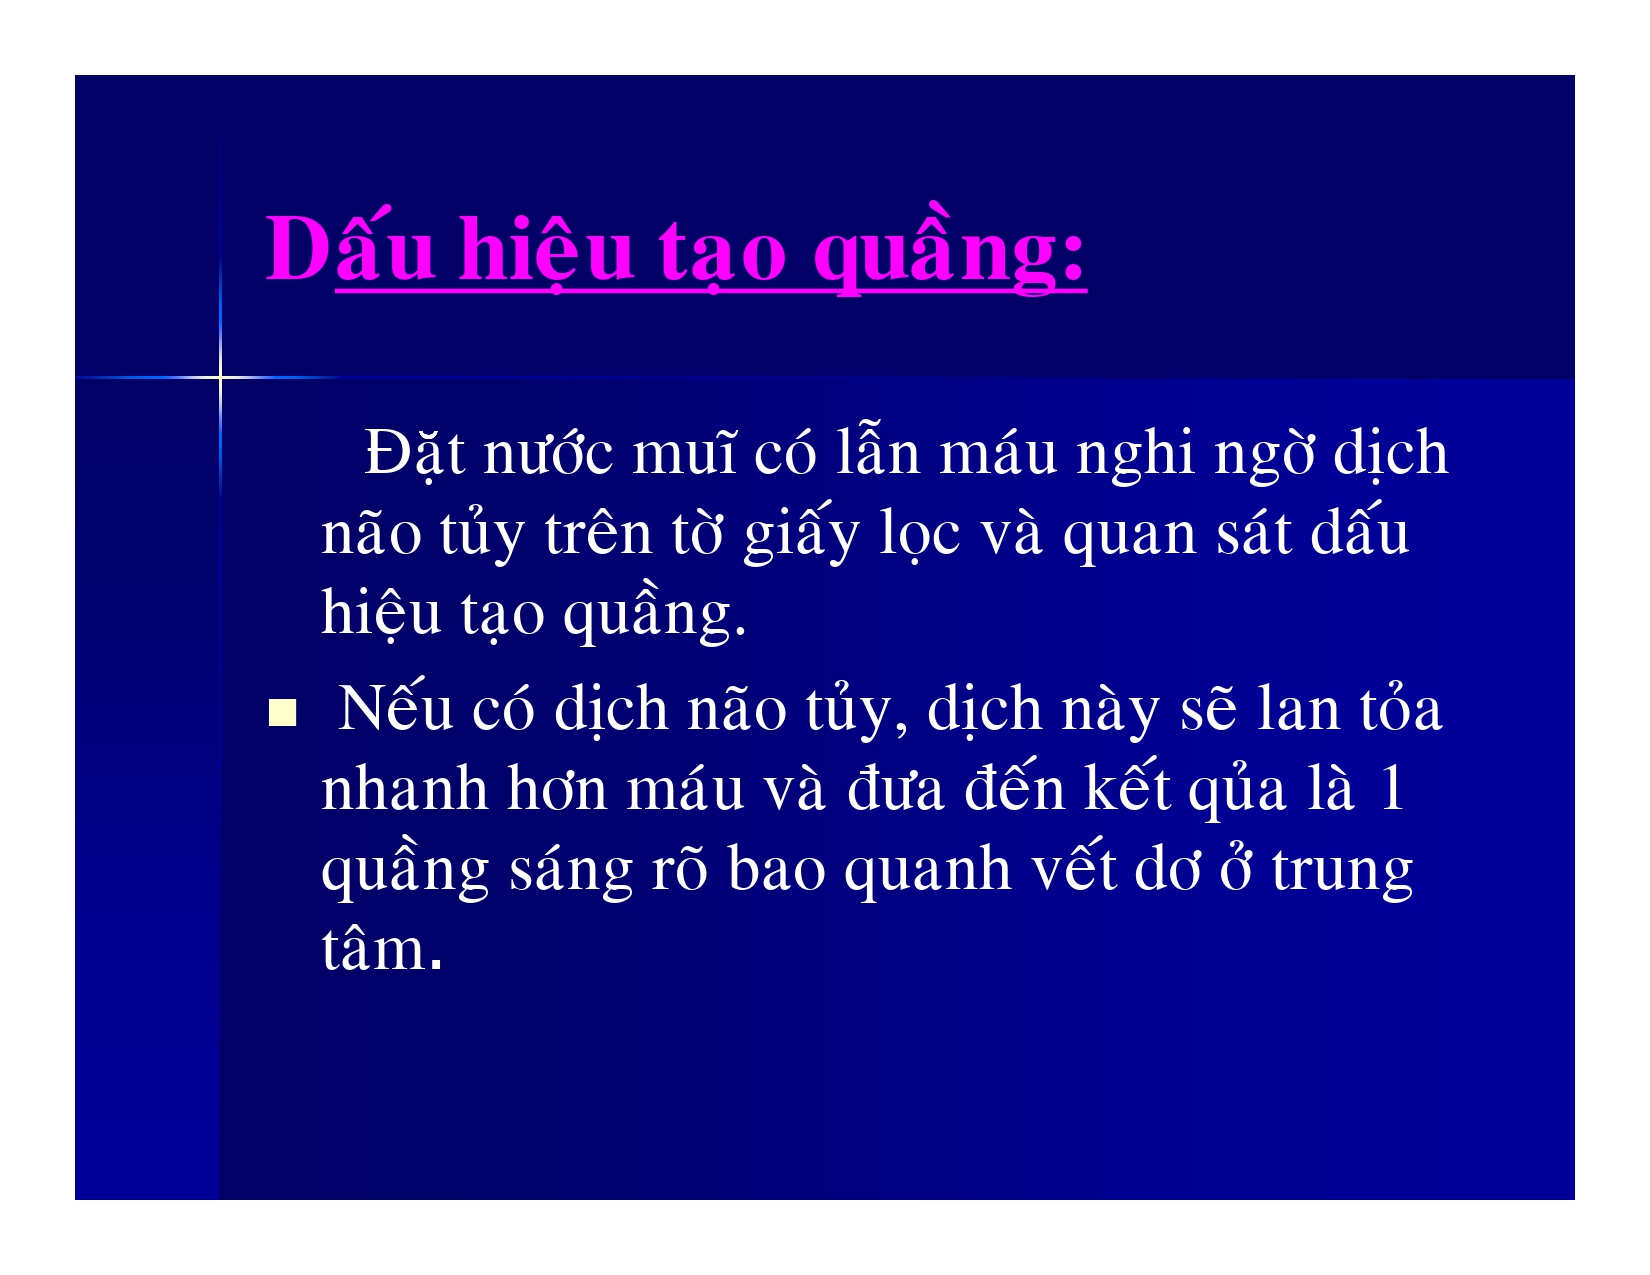 Dấu hiệu tạo quầng:
Đặt nước muĩ có lẫn máu nghi ngờ dịch
não tủy trên tờ giấy lọc và quan sát dấu
hiệu tạo quầng.
Nếu có dịch não tủy, dịch này sẽ lan tỏa
nhanh hơn máu và đưa đến kết qủa là 1
quầng sáng rõ bao quanh vết dơ ở trung
tâm.